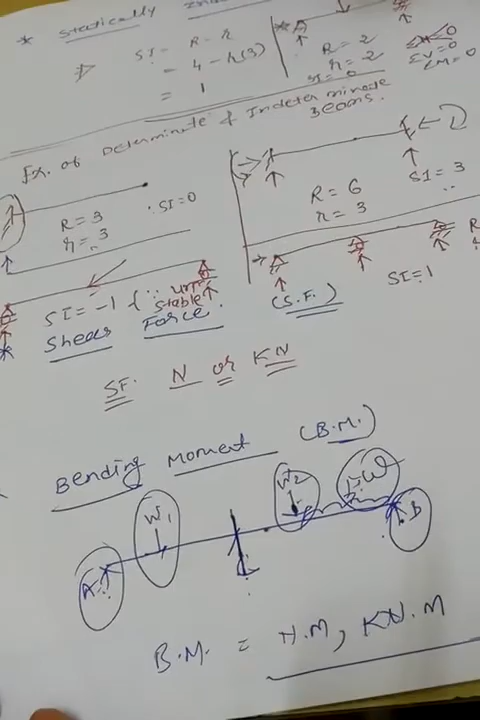 * Statically
SI = R - r
= 4 - r(3)
= 1
R = 2
r = 2
SI = 0
ΣV=0
ΣM=0
Ex. of Determinate & Indeterminate Beams.
R = 3
r = 3
SI=0
R = 6
r = 3
SI = 3
SI = -1 { ∵ unstable
SI=1
R
* Shear Force (S.F.)
SF. N or KN
Bending Moment (B.M.)
A W1 W2 W B
B.M. = N.M, KN.M